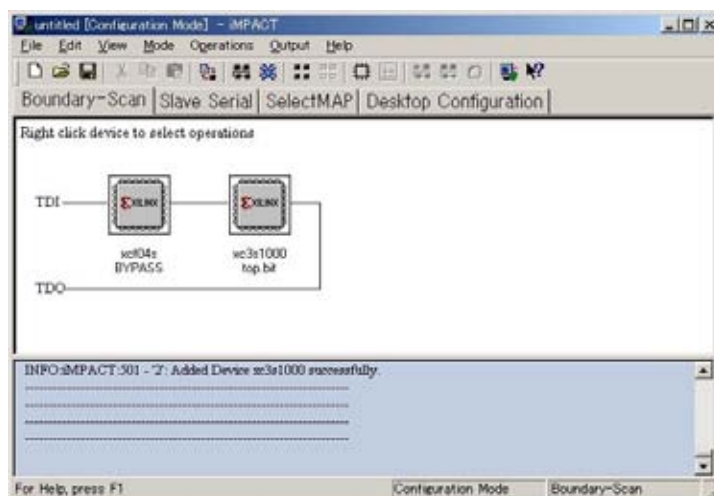 untitled [Configuration Mode] - iMPACT
File Edit View Mode Operations Output Help
Boundary-Scan Slave Serial SelectMAP Desktop Configuration
Right click device to select operations
TDI
XILINX XILINX
xcf04s xc3s1000
BYPASS top.bit
TDO
INFO:iMPACT:501 - '2': Added Device xc3s1000 successfully.
----------------------------------------------------------------------
----------------------------------------------------------------------
----------------------------------------------------------------------
----------------------------------------------------------------------
For Help, press F1 Configuration Mode Boundary-Scan